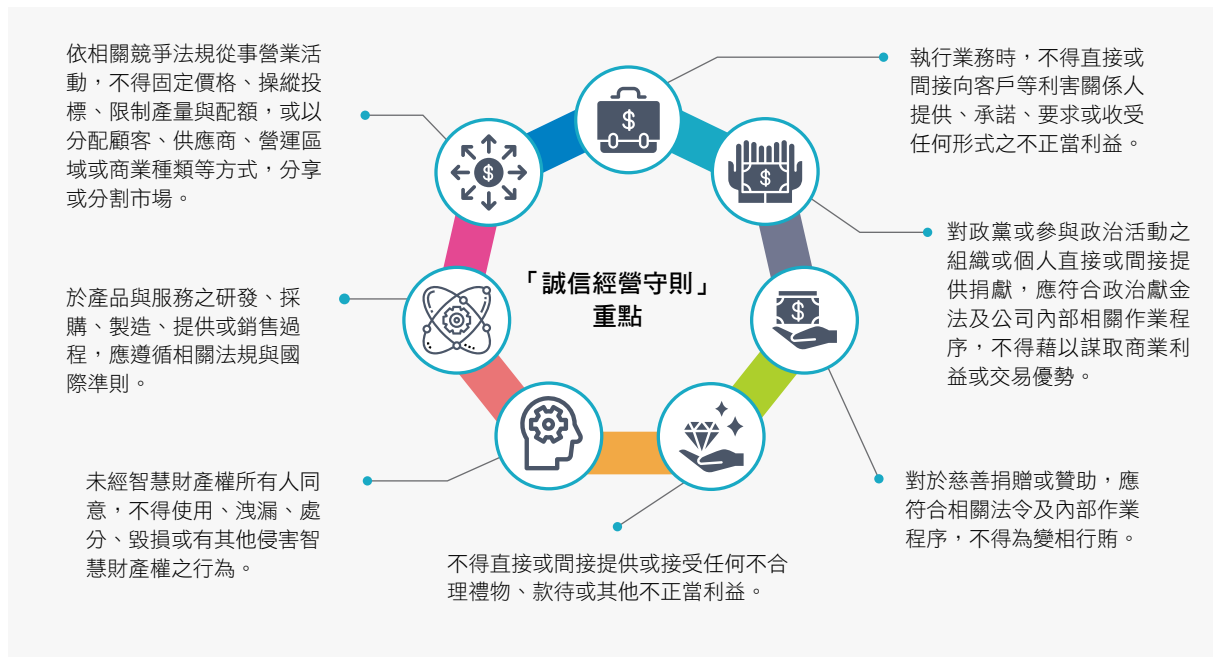 「誠信經營守則」
重點
執行業務時，不得直接或
間接向客戶等利害關係人
提供、承諾、要求或收受
任何形式之不正當利益。
對政黨或參與政治活動之
組織或個人直接或間接提
供捐獻，應符合政治獻金
法及公司內部相關作業程
序，不得藉以謀取商業利
益或交易優勢。
對於慈善捐贈或贊助，應
符合相關法令及內部作業
程序，不得為變相行賄。
不得直接或間接提供或接受任何不合
理禮物、款待或其他不正當利益。
未經智慧財產權所有人同
意，不得使用、洩漏、處
分、毀損或有其他侵害智
慧財產權之行為。
於產品與服務之研發、採
購、製造、提供或銷售過
程，應遵循相關法規與國
際準則。
依相關競爭法規從事營業活
動，不得固定價格、操縱投
標、限制產量與配額，或以
分配顧客、供應商、營運區
域或商業種類等方式，分享
或分割市場。
$
$
$
$